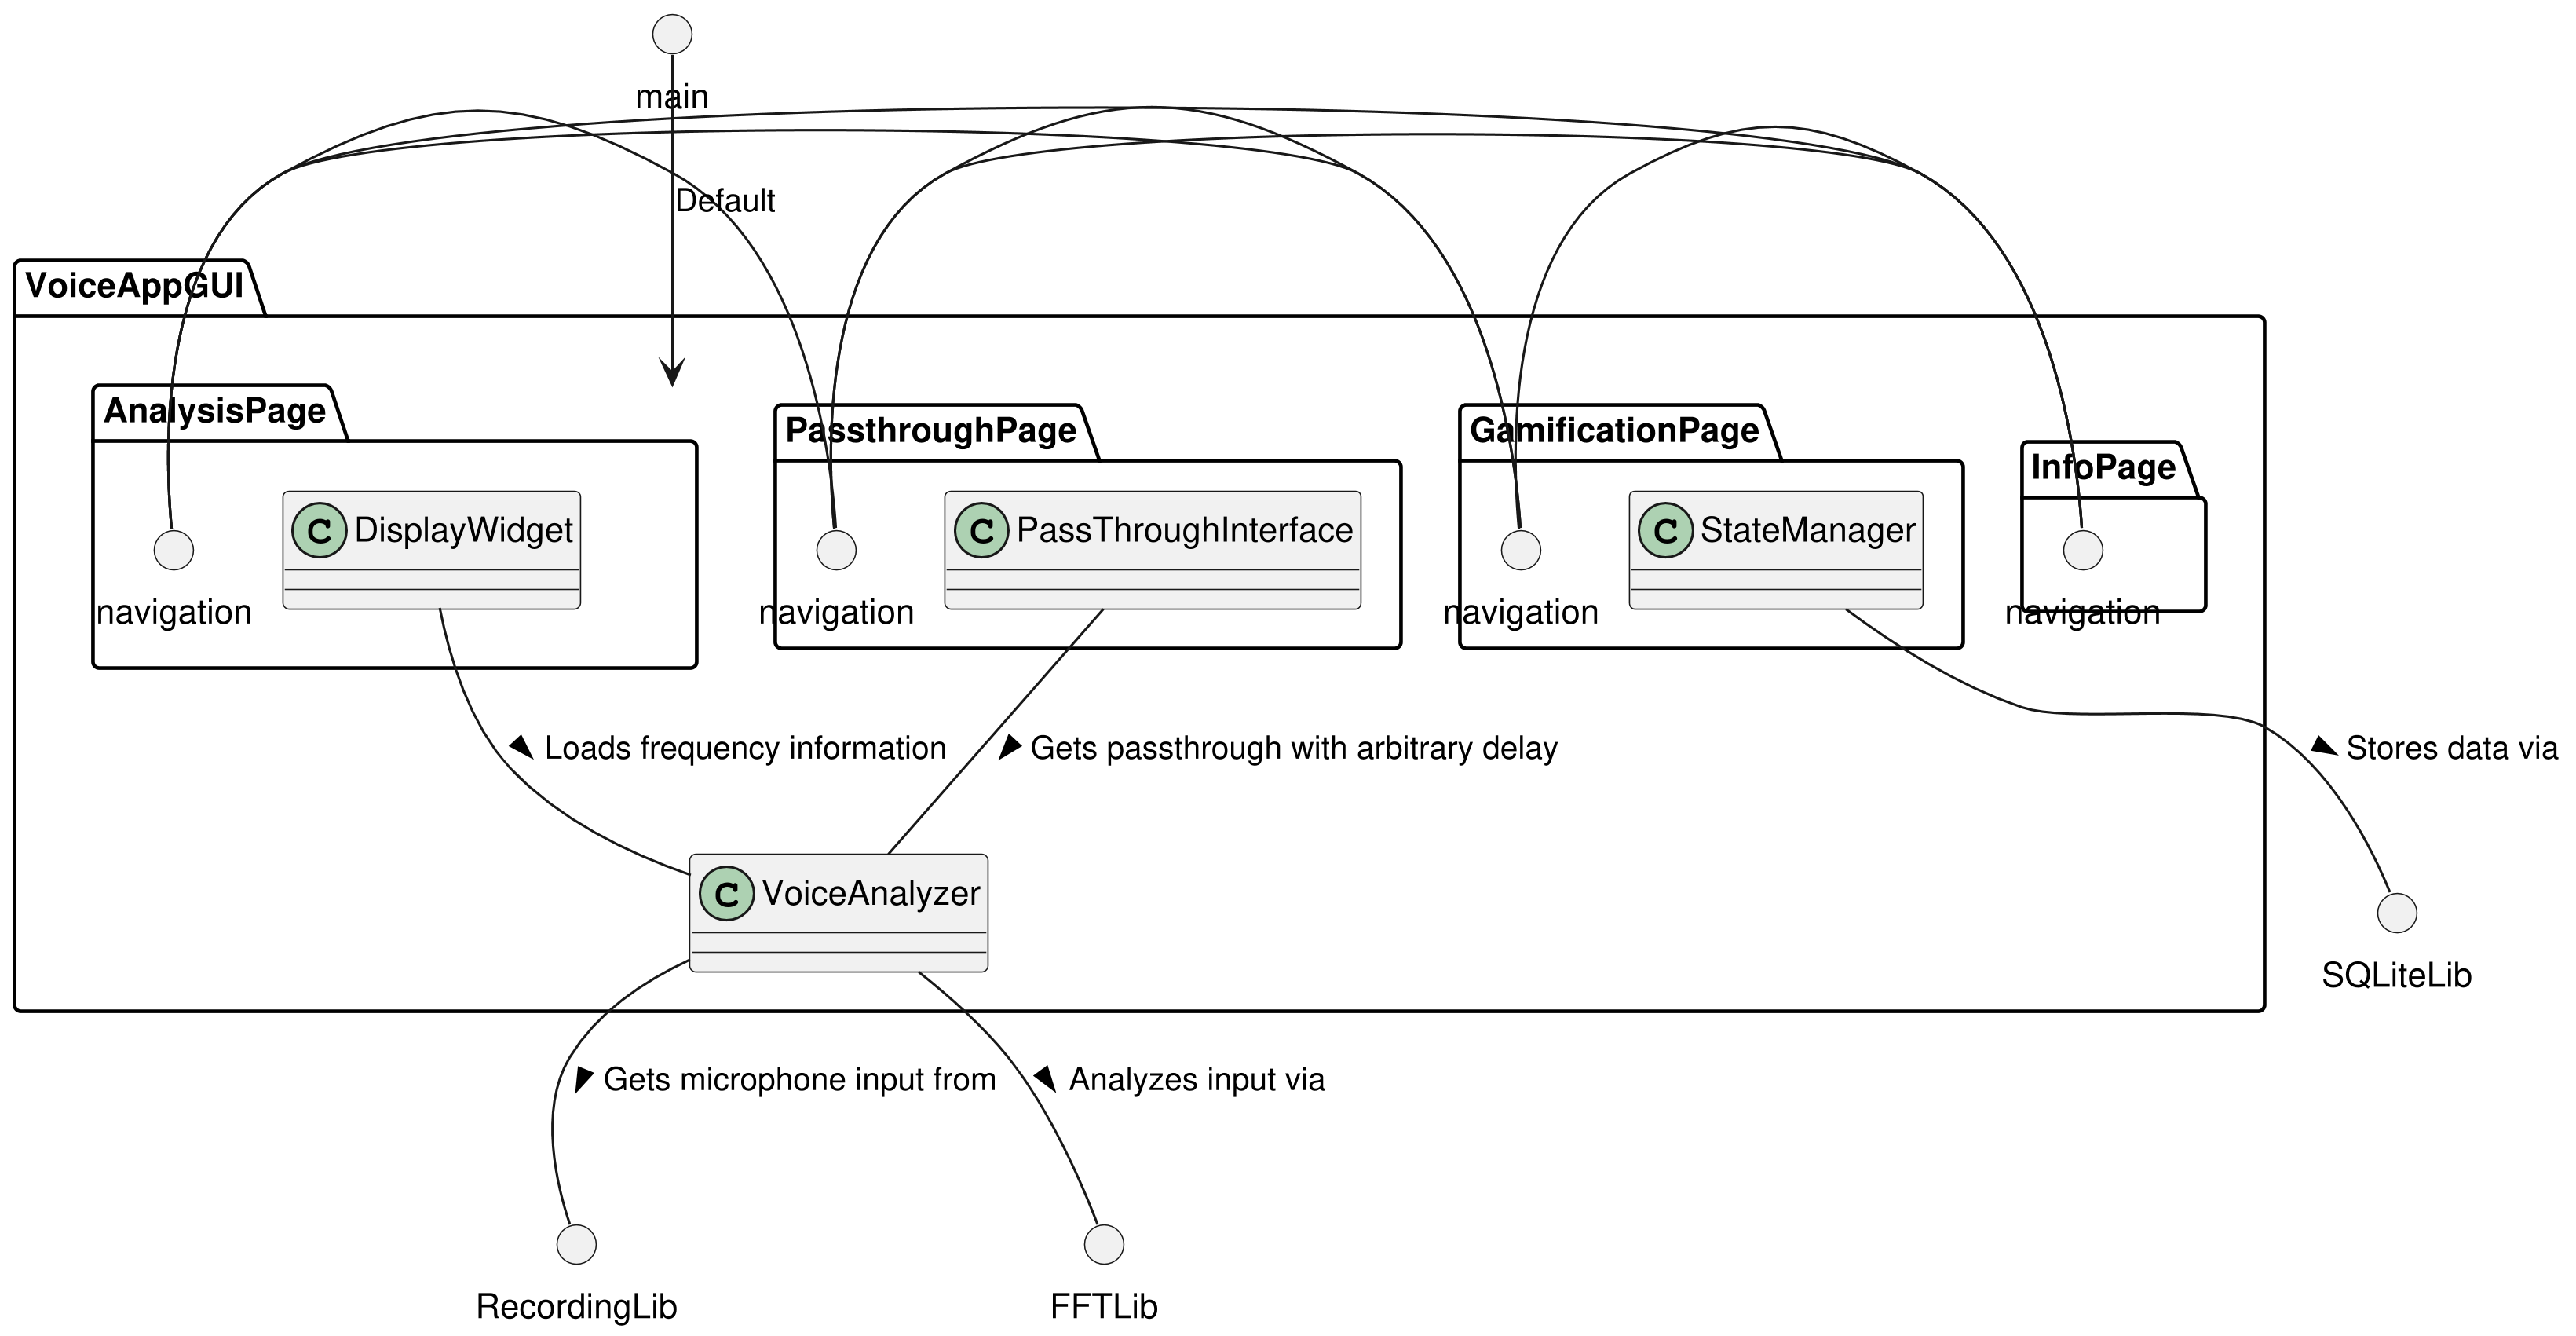 main
Default
VoiceAppGUI
AnalysisPage
PassthroughPage
GamificationPage
InfoPage
C DisplayWidget
C PassThroughInterface
C StateManager
navigation
navigation
navigation
navigation
Loads frequency information
Gets passthrough with arbitrary delay
Stores data via
C VoiceAnalyzer
SQLiteLib
Gets microphone input from
Analyzes input via
RecordingLib
FFTLib